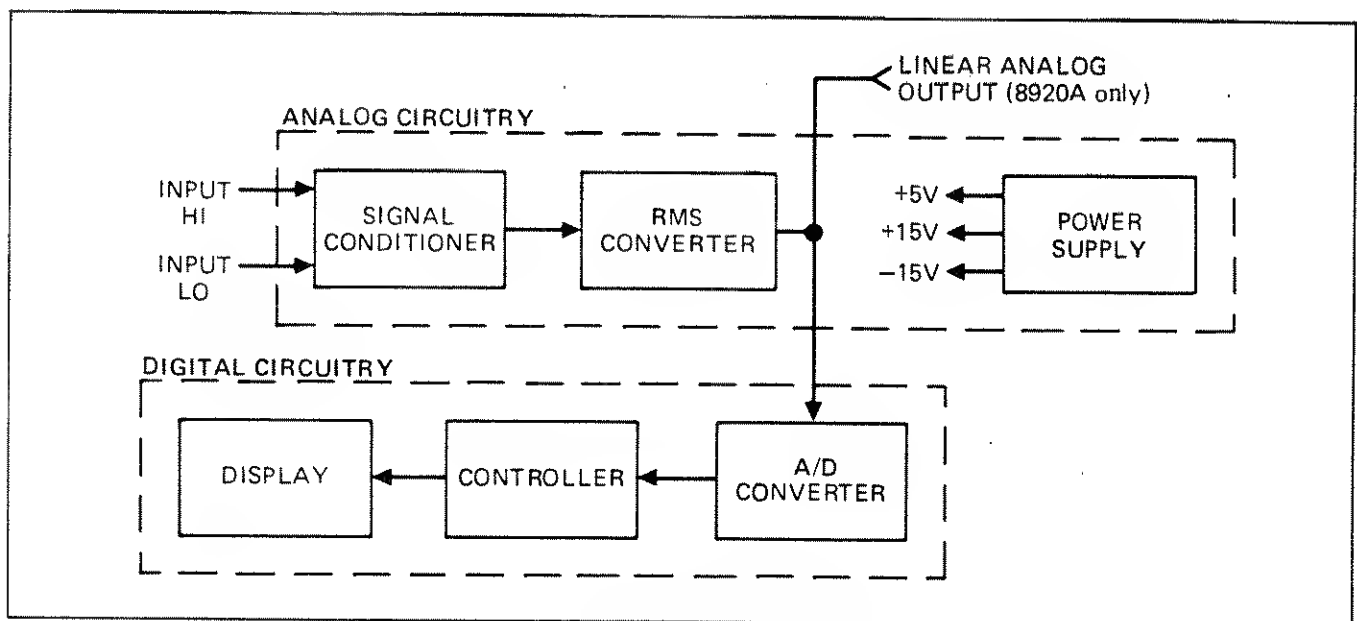 LINEAR ANALOG
OUTPUT (8920A only)
ANALOG CIRCUITRY
INPUT
HI
INPUT
LO
SIGNAL
CONDITIONER
RMS
CONVERTER
+5V
+15V
−15V
POWER
SUPPLY
DIGITAL CIRCUITRY
DISPLAY
CONTROLLER
A/D
CONVERTER